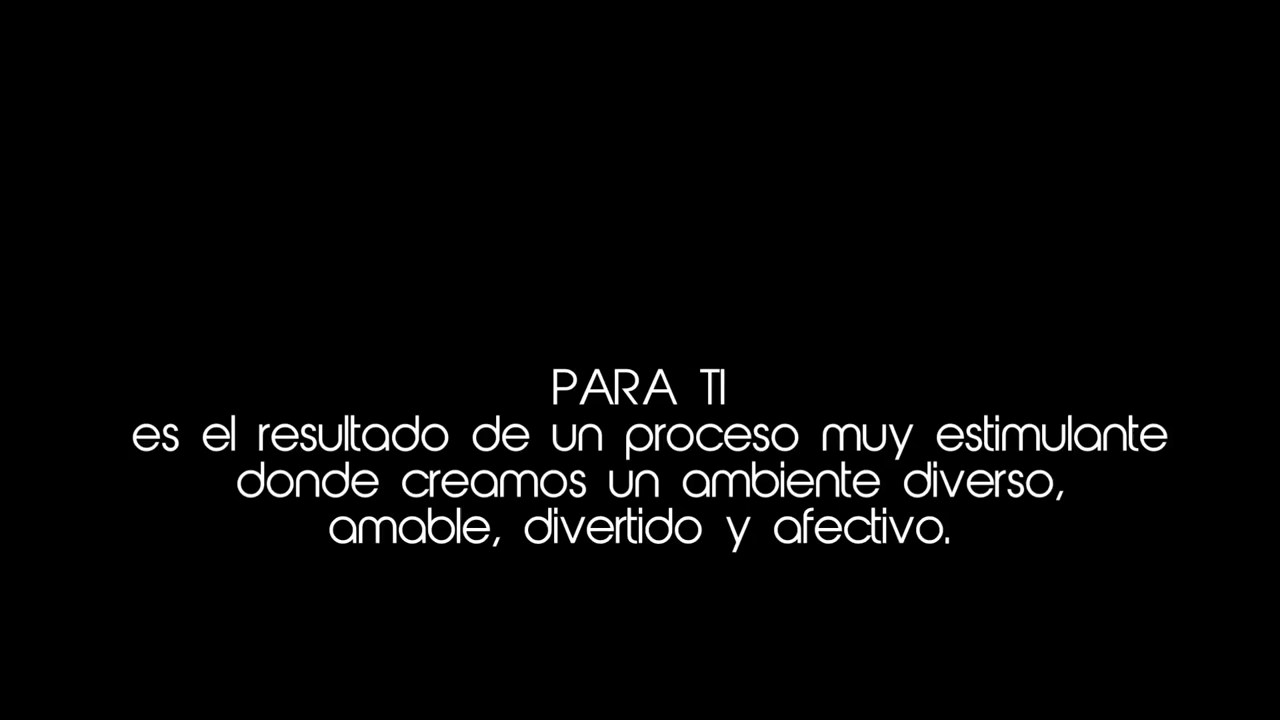 PARA TI
es el resultado de un proceso muy estimulante
donde creamos un ambiente diverso,
amable, divertido y afectivo.